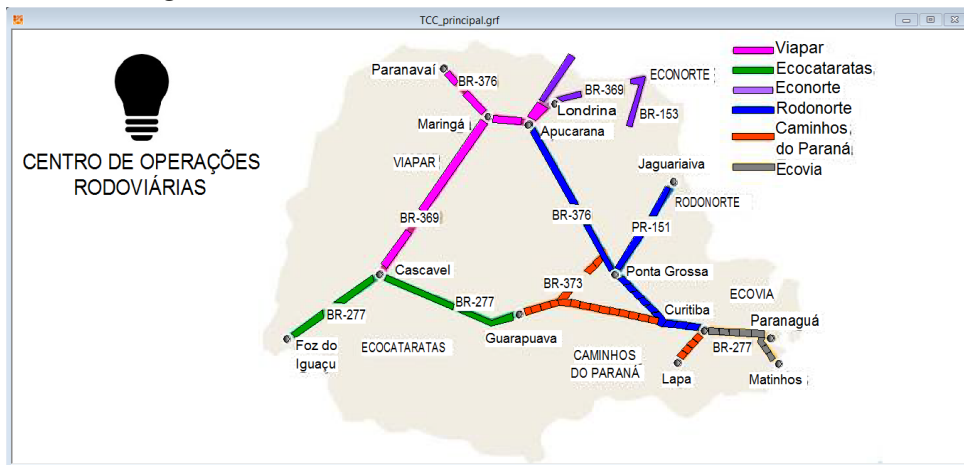 TCC_principal.grf
Viapar
Ecocataratas
Econorte
Rodonorte
Caminhos
do Paraná
Ecovia
CENTRO DE OPERAÇÕES
RODOVIÁRIAS
Paranavaí
BR-376
ECONORTE
BR-369
Londrina
BR-153
Maringá
Apucarana
VIAPAR
Jaguariaiva
RODONORTE
BR-369
BR-376
PR-151
Cascavel
Ponta Grossa
BR-373
BR-277
ECOVIA
Curitiba
Paranaguá
BR-277
Guarapuava
BR-277
Foz do
Iguaçu
ECOCATARATAS
CAMINHOS
DO PARANÁ
Lapa
Matinhos